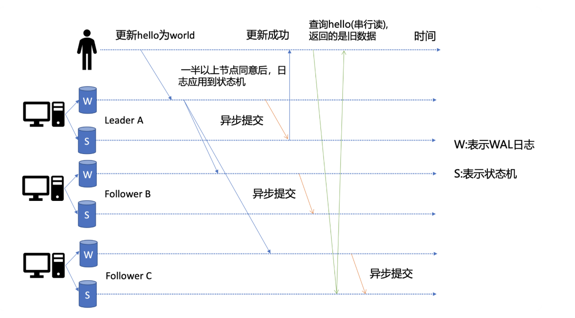 更新hello为world
更新成功
查询hello(串行读),
返回的是旧数据
时间
一半以上节点同意后，日
志应用到状态机
W
Leader A
异步提交
S
W:表示WAL日志
W
S:表示状态机
Follower B
异步提交
S
W
Follower C
异步提交
S